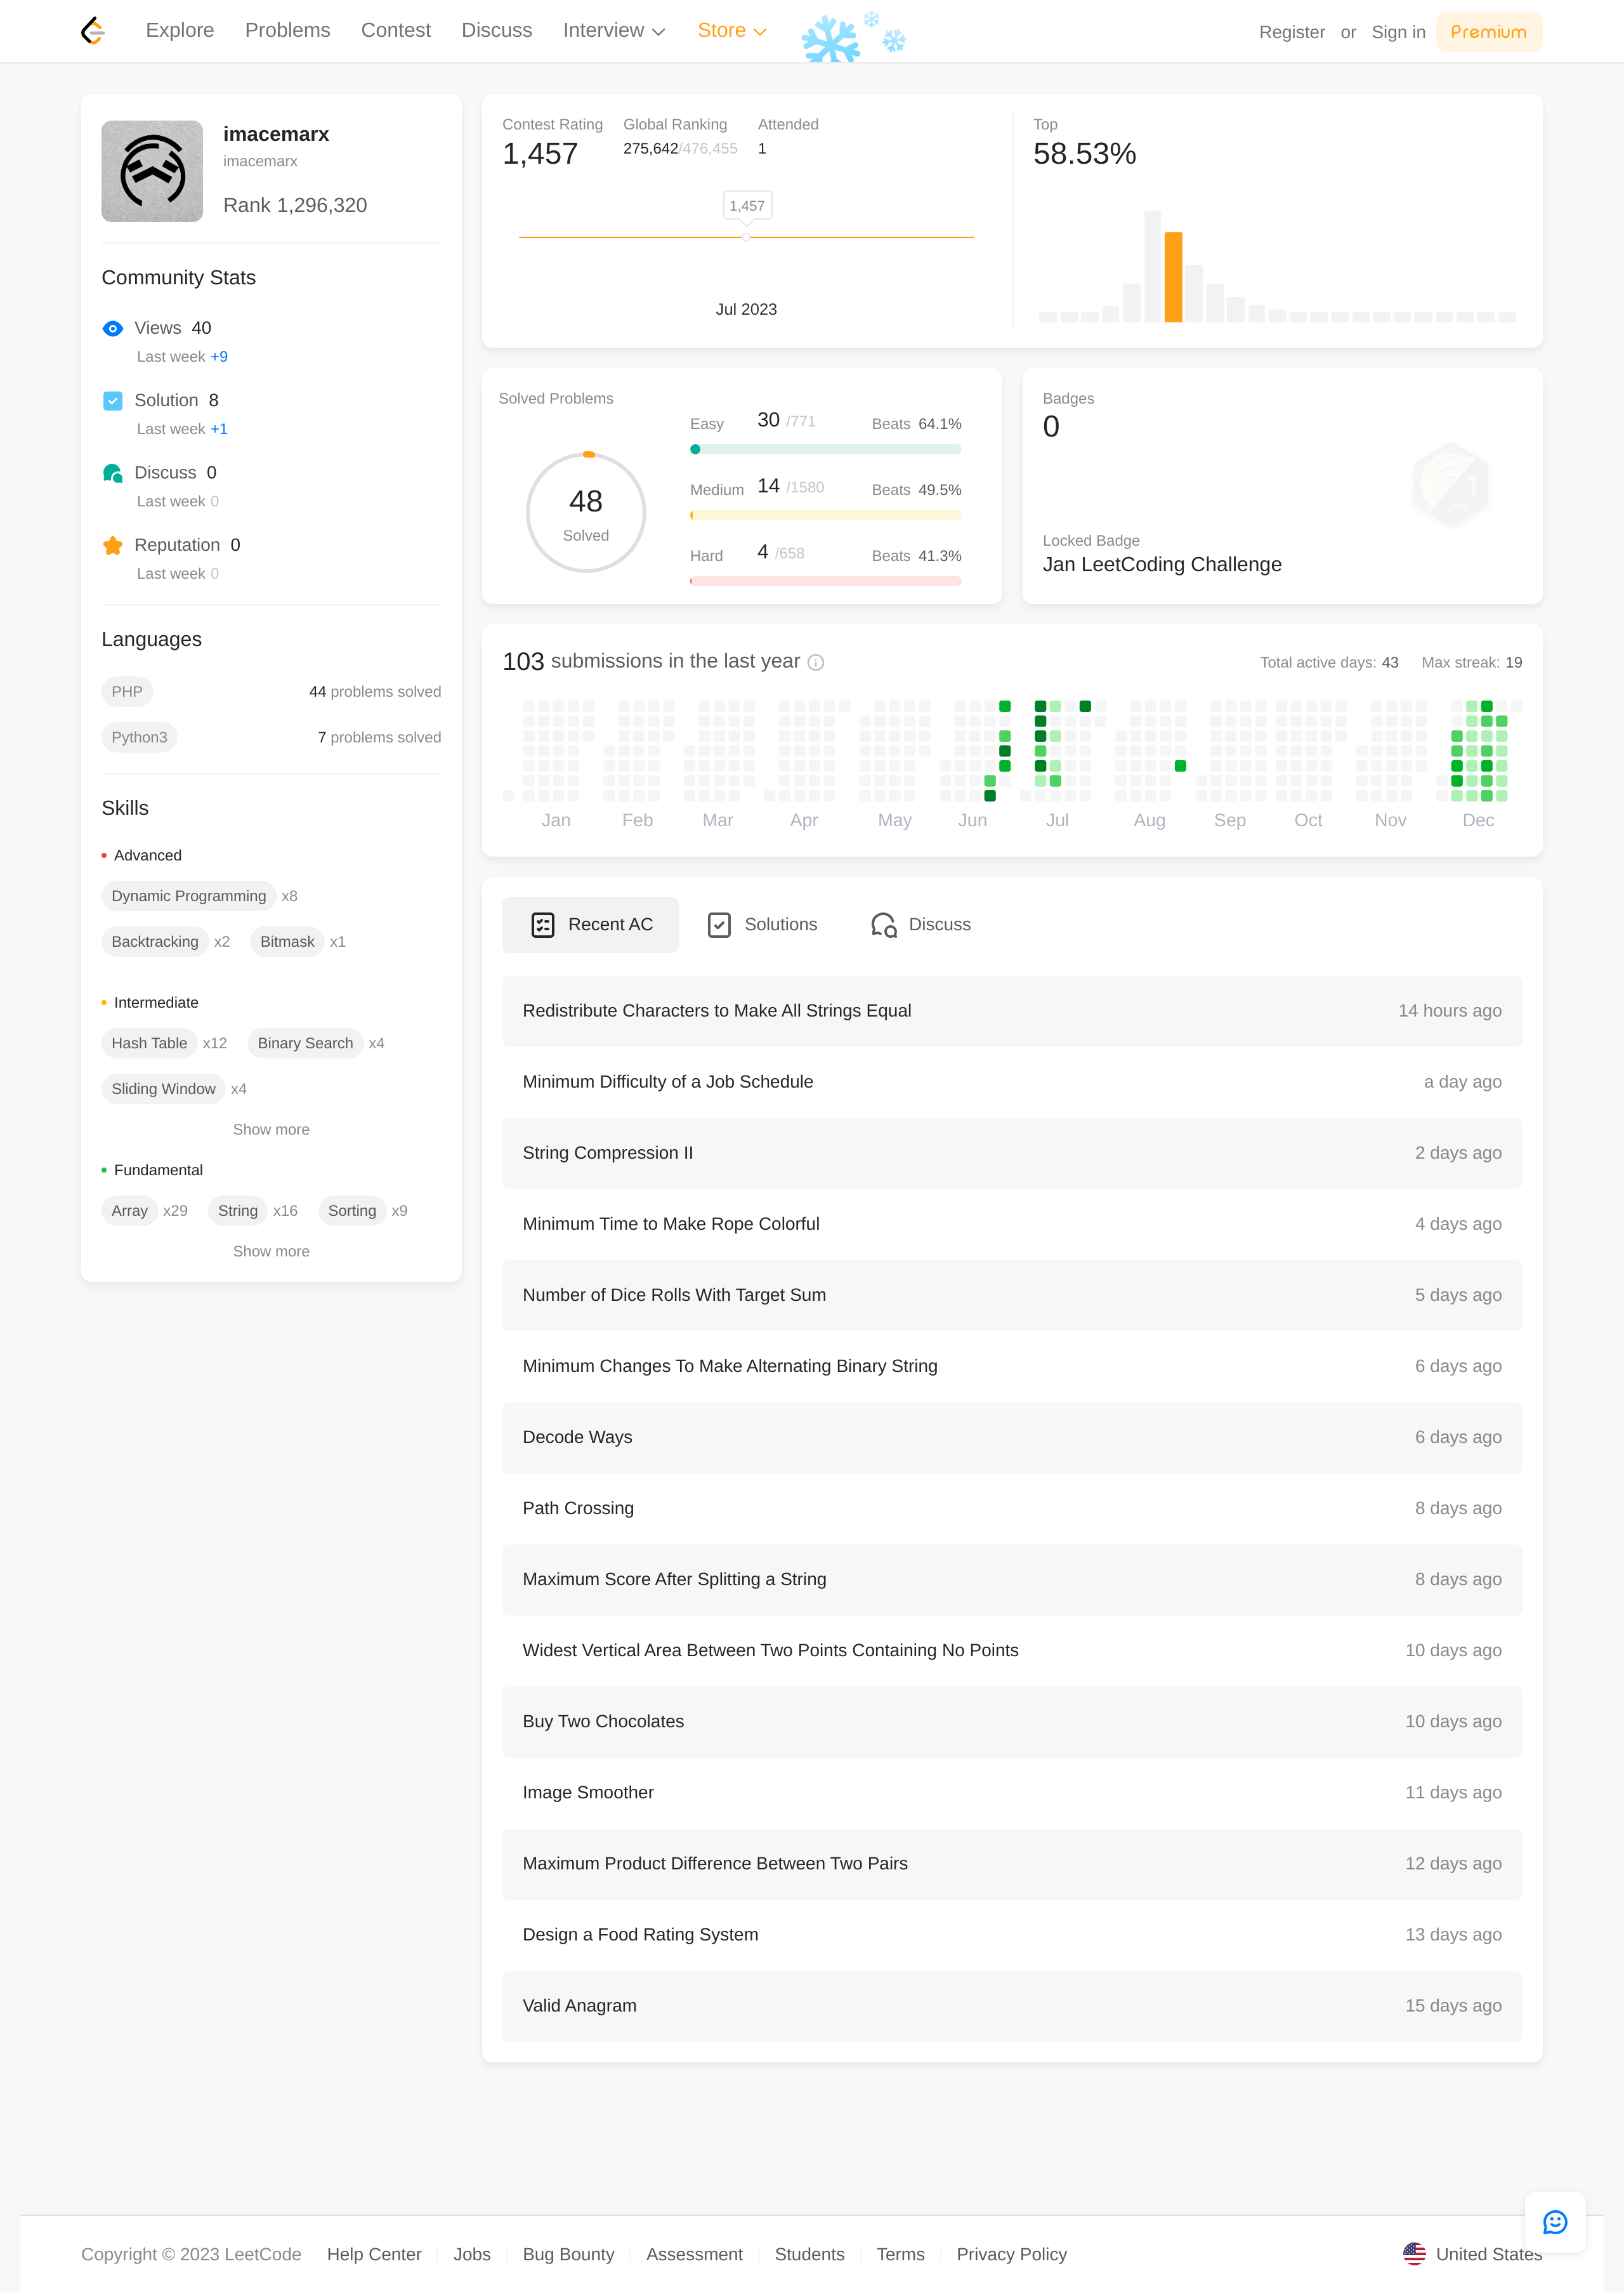 Explore Problems Contest Discuss Interview Store Register or Sign in Premium
imacemarx
imacemarx
Rank 1,296,320
Community Stats
Views 40
Last week +9
Solution 8
Last week +1
Discuss 0
Last week 0
Reputation 0
Last week 0
Languages
PHP 44 problems solved
Python3 7 problems solved
Skills
Advanced
Dynamic Programming x8
Backtracking x2 Bitmask x1
Intermediate
Hash Table x12 Binary Search x4
Sliding Window x4
Show more
Fundamental
Array x29 String x16 Sorting x9
Show more
Contest Rating Global Ranking Attended
1,457 275,642/476,455 1
1,457
Jul 2023
Top
58.53%
Solved Problems
48
Solved
Easy 30 /771 Beats 64.1%
Medium 14 /1580 Beats 49.5%
Hard 4 /658 Beats 41.3%
Badges
0
1
JAN
Locked Badge
Jan LeetCoding Challenge
103 submissions in the last year Total active days: 43 Max streak: 19
Jan Feb Mar Apr May Jun Jul Aug Sep Oct Nov Dec
Recent AC Solutions Discuss
Redistribute Characters to Make All Strings Equal 14 hours ago
Minimum Difficulty of a Job Schedule a day ago
String Compression II 2 days ago
Minimum Time to Make Rope Colorful 4 days ago
Number of Dice Rolls With Target Sum 5 days ago
Minimum Changes To Make Alternating Binary String 6 days ago
Decode Ways 6 days ago
Path Crossing 8 days ago
Maximum Score After Splitting a String 8 days ago
Widest Vertical Area Between Two Points Containing No Points 10 days ago
Buy Two Chocolates 10 days ago
Image Smoother 11 days ago
Maximum Product Difference Between Two Pairs 12 days ago
Design a Food Rating System 13 days ago
Valid Anagram 15 days ago
Copyright © 2023 LeetCode Help Center Jobs Bug Bounty Assessment Students Terms Privacy Policy United States